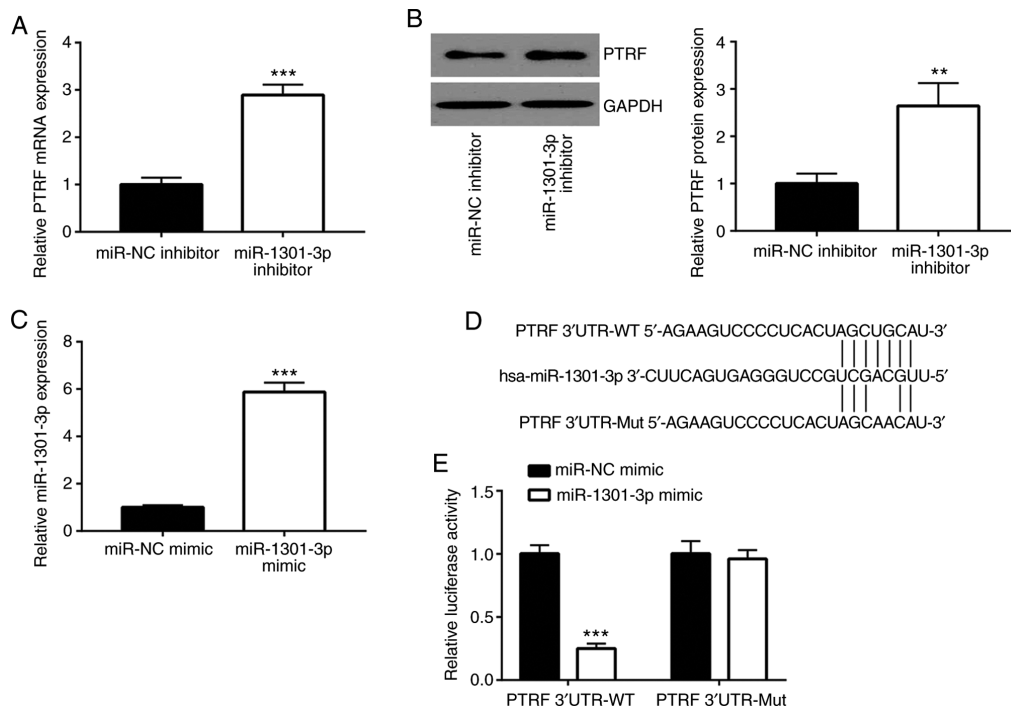 A
Relative PTRF mRNA expression
4
3
2
1
0
***
miR-NC inhibitor
miR-1301-3p
inhibitor
B
PTRF
GAPDH
miR-NC inhibitor
miR-1301-3p
inhibitor
Relative PTRF protein expression
4
3
2
1
0
**
miR-NC inhibitor
miR-1301-3p
inhibitor
C
Relative miR-1301-3p expression
8
6
4
2
0
***
miR-NC mimic
miR-1301-3p
mimic
D
PTRF 3′UTR-WT 5′-AGAAGUCCCCUCACUAGCUGCAU-3′
hsa-miR-1301-3p 3′-CUUCAGUGAGGGUCCGUCGACGUU-5′
PTRF 3′UTR-Mut 5′-AGAAGUCCCCUCACUAGCAACAU-3′
E
miR-NC mimic
miR-1301-3p mimic
Relative luciferase activity
1.5
1.0
0.5
0.0
***
PTRF 3′UTR-WT
PTRF 3′UTR-Mut